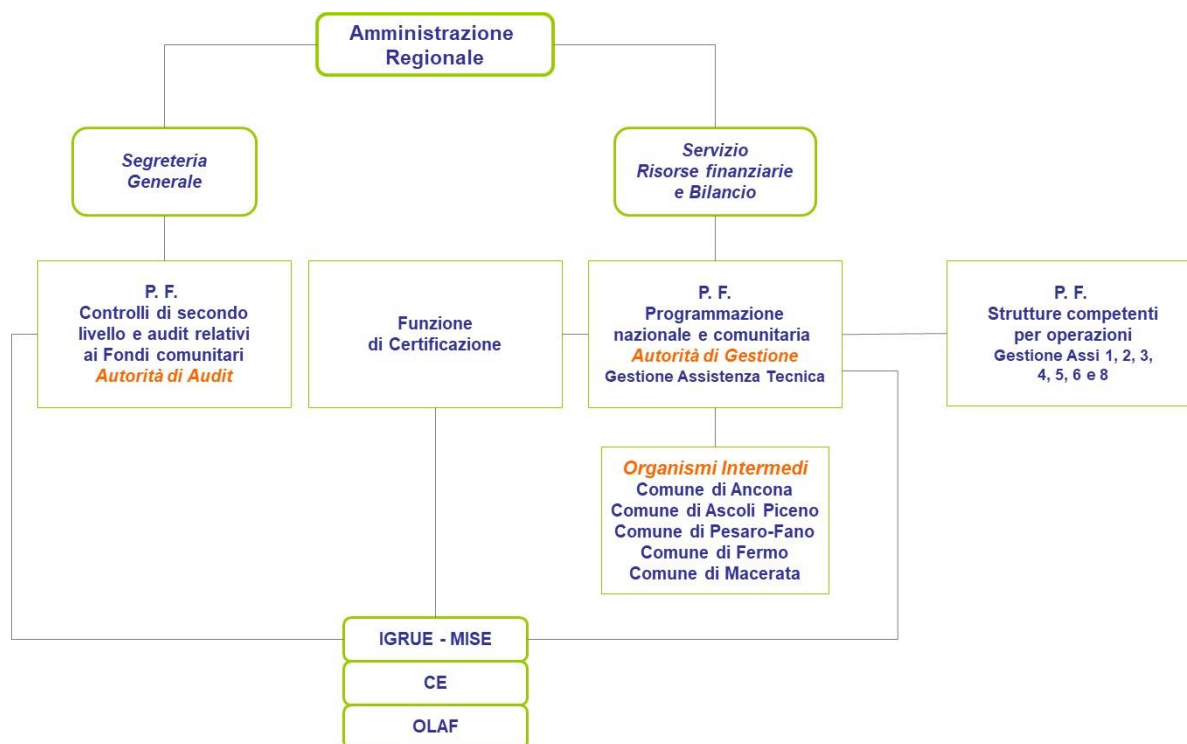 Amministrazione
Regionale
Segreteria
Generale
Servizio
Risorse finanziarie
e Bilancio
P. F.
Controlli di secondo
livello e audit relativi
ai Fondi comunitari
Autorità di Audit
Funzione
di Certificazione
P. F.
Programmazione
nazionale e comunitaria
Autorità di Gestione
Gestione Assistenza Tecnica
P. F.
Strutture competenti
per operazioni
Gestione Assi 1, 2, 3,
4, 5, 6 e 8
Organismi Intermedi
Comune di Ancona
Comune di Ascoli Piceno
Comune di Pesaro-Fano
Comune di Fermo
Comune di Macerata
IGRUE - MISE
CE
OLAF